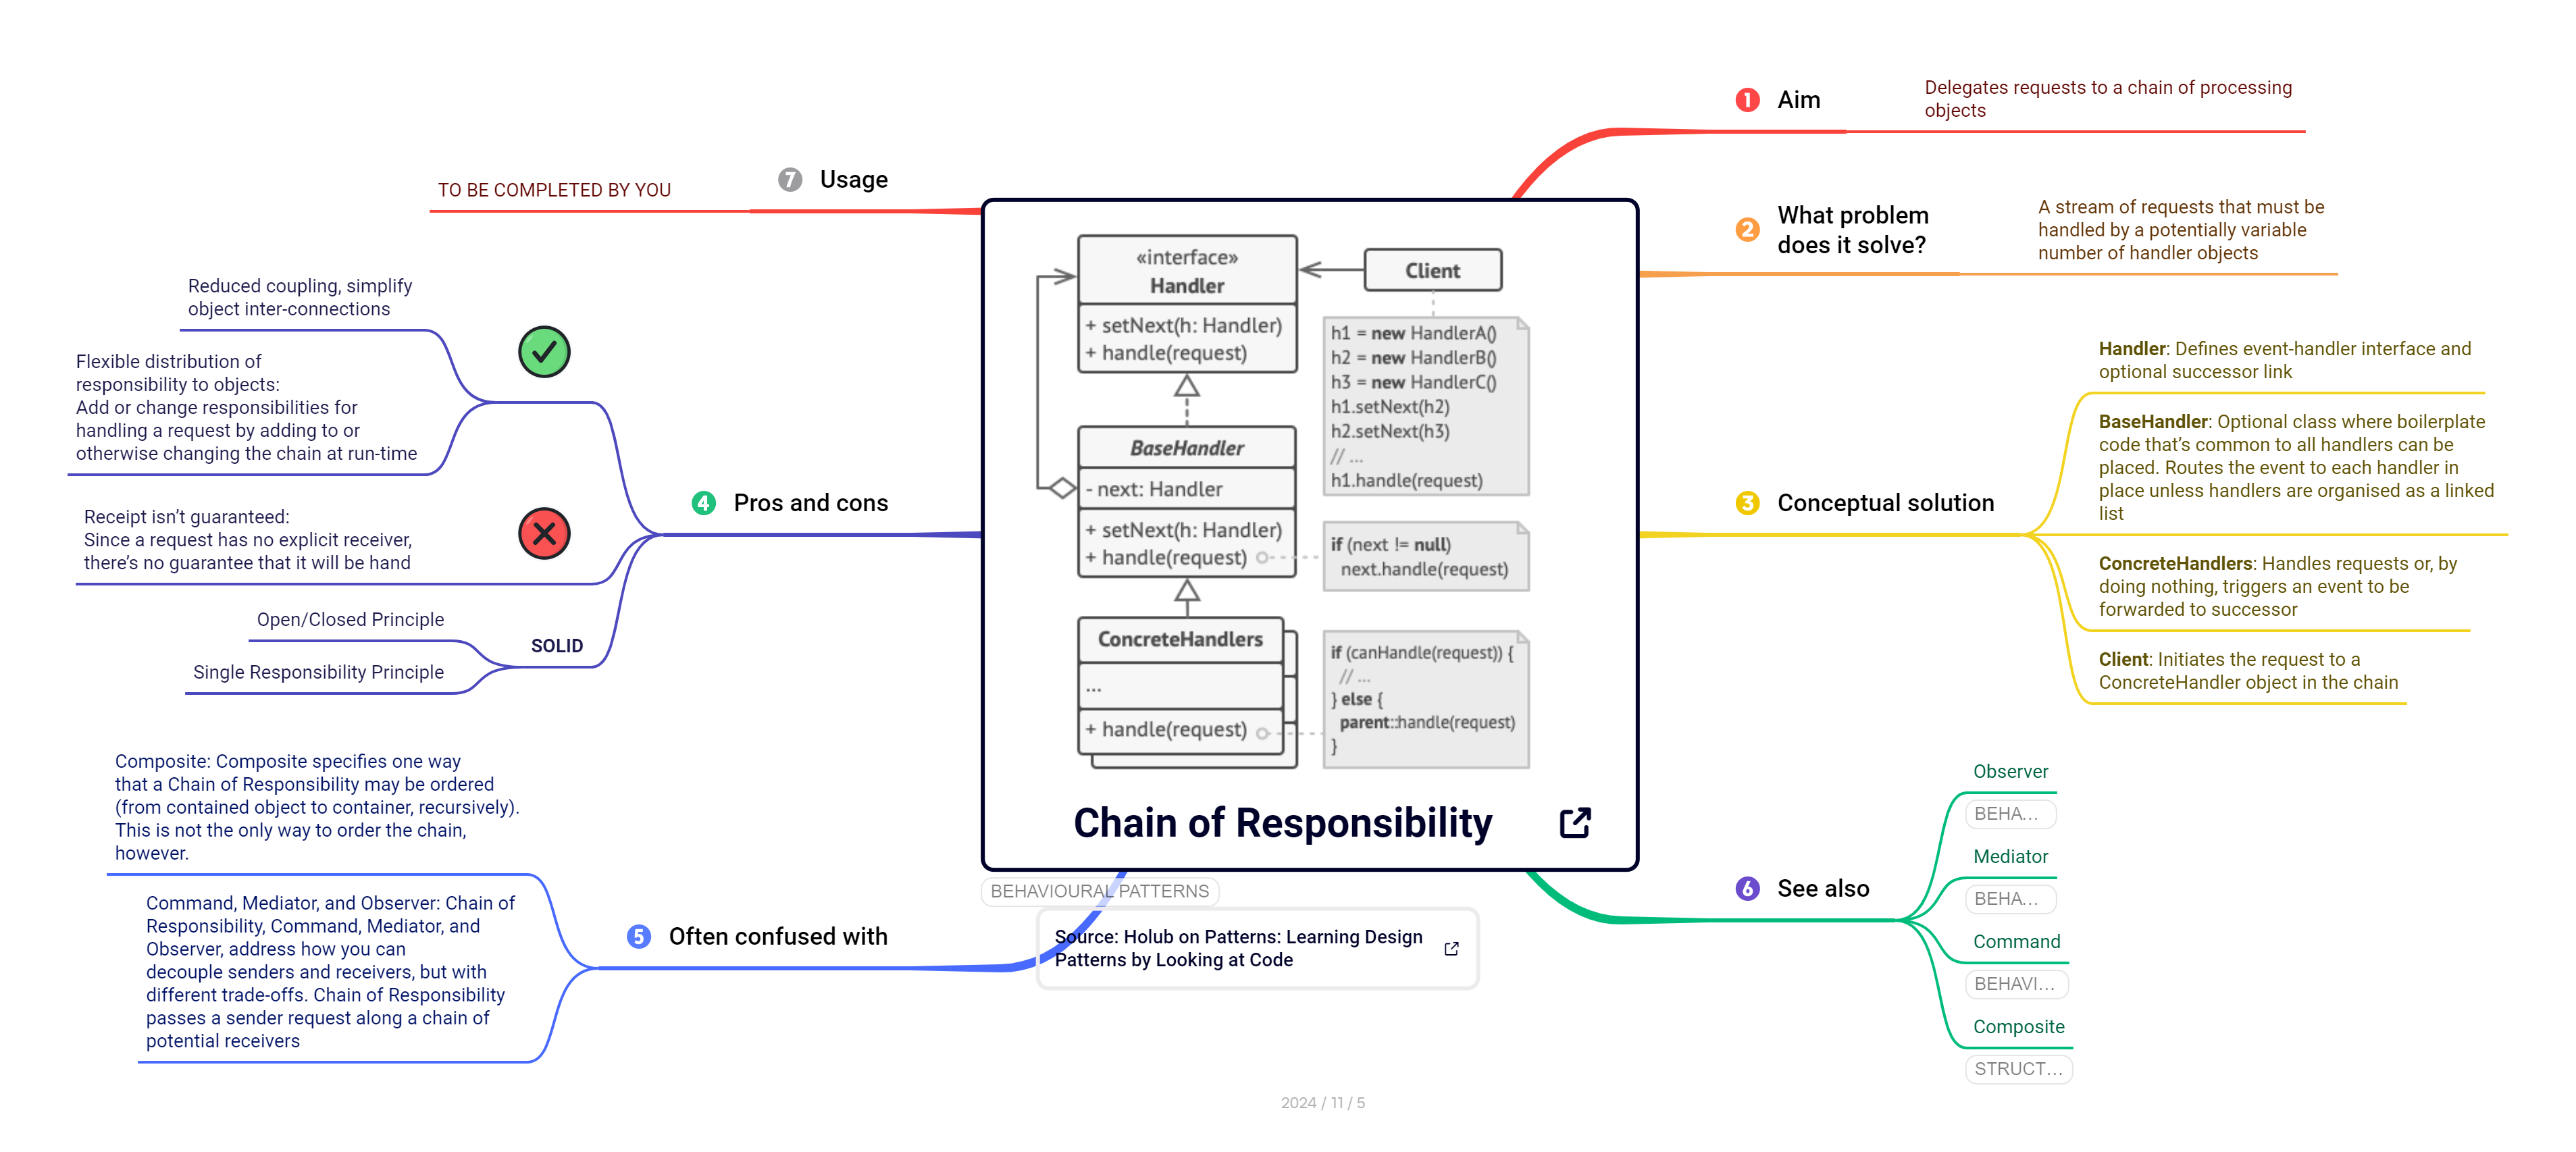 1 Aim
Delegates requests to a chain of processing
objects
2 What problem
does it solve?
A stream of requests that must be
handled by a potentially variable
number of handler objects
3 Conceptual solution
Handler: Defines event-handler interface and
optional successor link
BaseHandler: Optional class where boilerplate
code that’s common to all handlers can be
placed. Routes the event to each handler in
place unless handlers are organised as a linked
list
ConcreteHandlers: Handles requests or, by
doing nothing, triggers an event to be
forwarded to successor
Client: Initiates the request to a
ConcreteHandler object in the chain
4 Pros and cons
Reduced coupling, simplify
object inter-connections
Flexible distribution of
responsibility to objects:
Add or change responsibilities for
handling a request by adding to or
otherwise changing the chain at run-time
Receipt isn’t guaranteed:
Since a request has no explicit receiver,
there’s no guarantee that it will be hand
SOLID
Open/Closed Principle
Single Responsibility Principle
5 Often confused with
Composite: Composite specifies one way
that a Chain of Responsibility may be ordered
(from contained object to container, recursively).
This is not the only way to order the chain,
however.
Command, Mediator, and Observer: Chain of
Responsibility, Command, Mediator, and
Observer, address how you can
decouple senders and receivers, but with
different trade-offs. Chain of Responsibility
passes a sender request along a chain of
potential receivers
6 See also
Observer
BEHA...
Mediator
BEHA...
Command
BEHAVI...
Composite
STRUCT...
7 Usage
TO BE COMPLETED BY YOU
«interface»
Handler
+ setNext(h: Handler)
+ handle(request)
Client
h1 = new HandlerA()
h2 = new HandlerB()
h3 = new HandlerC()
h1.setNext(h2)
h2.setNext(h3)
// ...
h1.handle(request)
BaseHandler
- next: Handler
+ setNext(h: Handler)
+ handle(request)
if (next != null)
next.handle(request)
ConcreteHandlers
...
+ handle(request)
if (canHandle(request)) {
// ...
} else {
parent::handle(request)
}
Chain of Responsibility
BEHAVIOURAL PATTERNS
Source: Holub on Patterns: Learning Design
Patterns by Looking at Code
2024 / 11 / 5